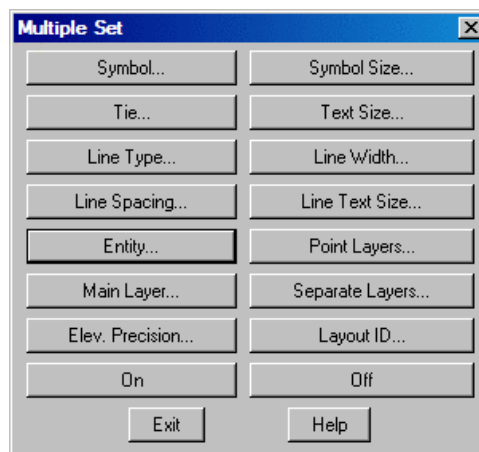 Multiple Set
Symbol... Symbol Size...
Tie... Text Size...
Line Type... Line Width...
Line Spacing... Line Text Size...
Entity... Point Layers...
Main Layer... Separate Layers...
Elev. Precision... Layout ID...
On Off
Exit Help